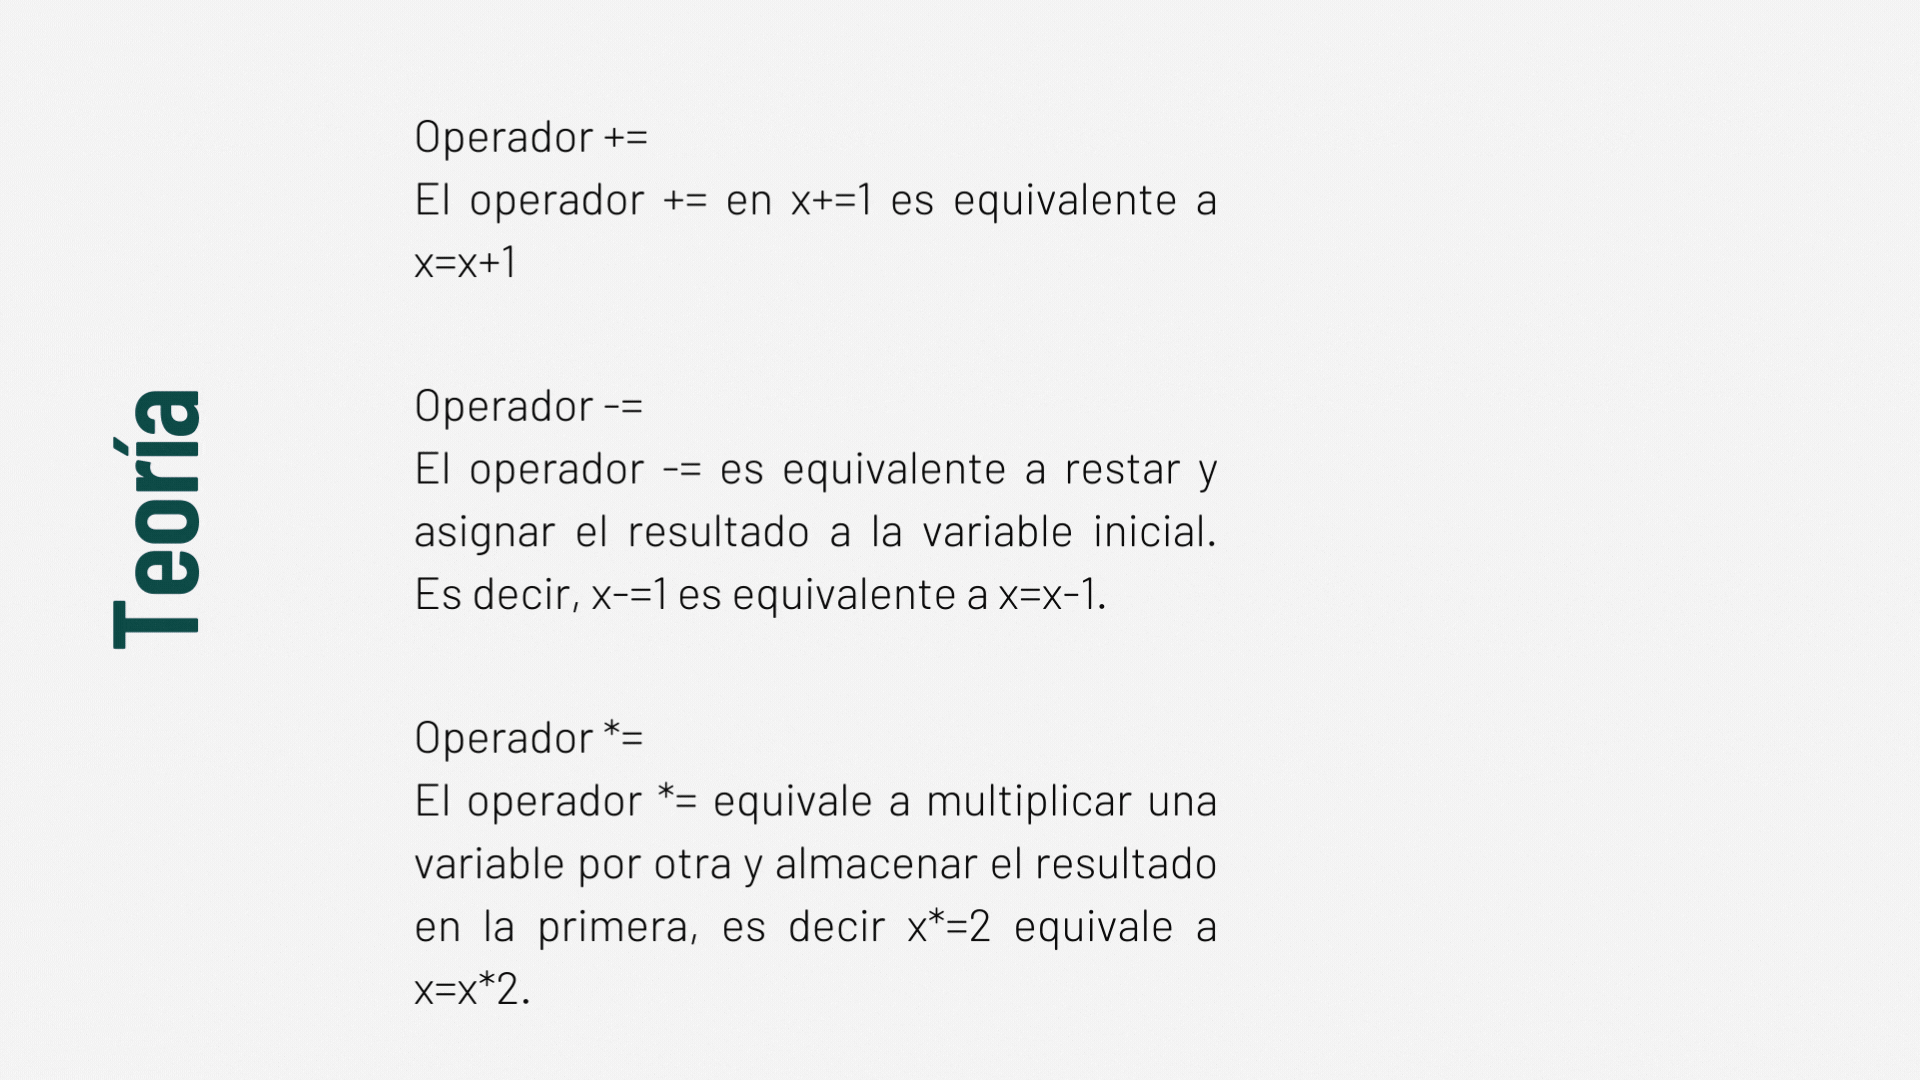 Teoría
Operador +=
El operador += en x+=1 es equivalente a
x=x+1
Operador -=
El operador -= es equivalente a restar y
asignar el resultado a la variable inicial.
Es decir, x-=1 es equivalente a x=x-1.
Operador *=
El operador *= equivale a multiplicar una
variable por otra y almacenar el resultado
en la primera, es decir x*=2 equivale a
x=x*2.